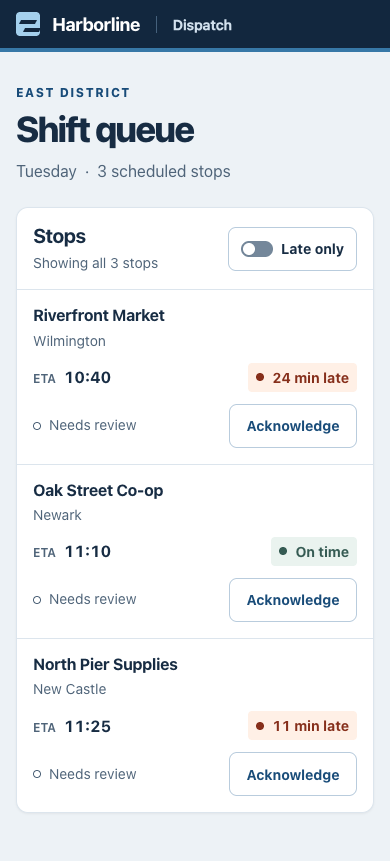 Harborline
Dispatch
EAST DISTRICT
Shift queue
Tuesday · 3 scheduled stops
Stops
Showing all 3 stops
Late only
Riverfront Market
Wilmington
ETA 10:40
24 min late
Needs review
Acknowledge
Oak Street Co-op
Newark
ETA 11:10
On time
Needs review
Acknowledge
North Pier Supplies
New Castle
ETA 11:25
11 min late
Needs review
Acknowledge